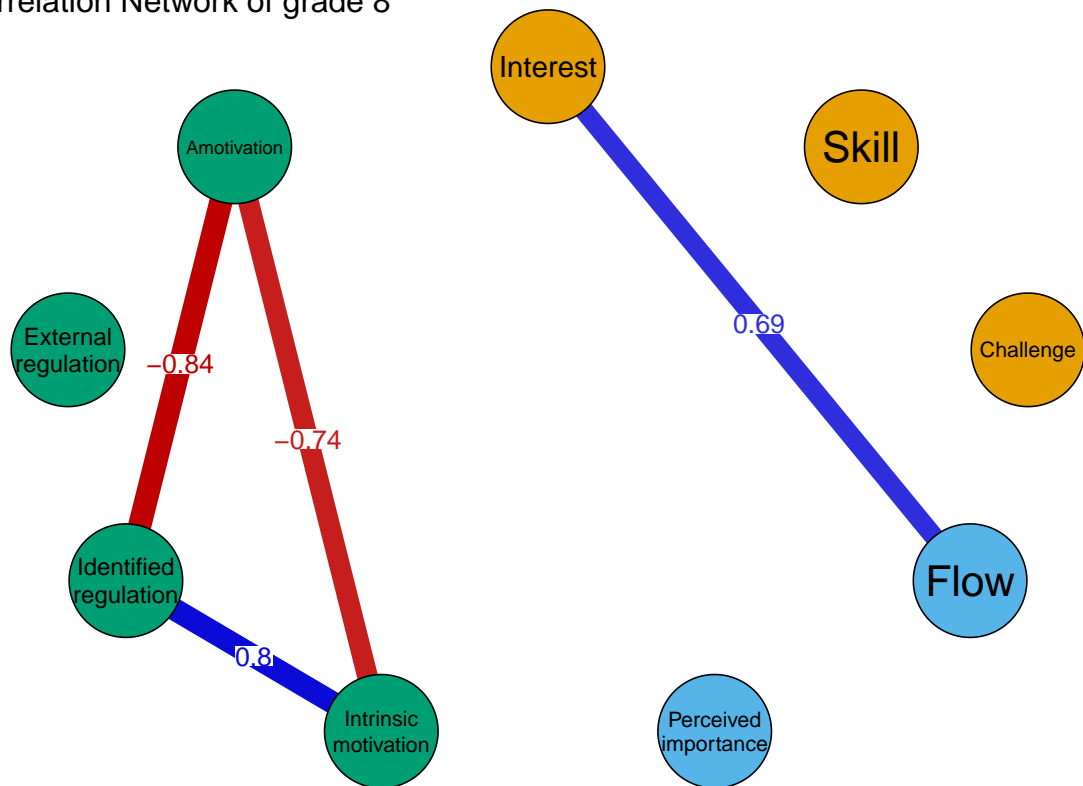 rrelation Network of grade 8
Interest
Amotivation
Skill
External
regulation
−0.84
0.69
Challenge
−0.74
Identified
regulation
Flow
0.8
Intrinsic
motivation
Perceived
importance